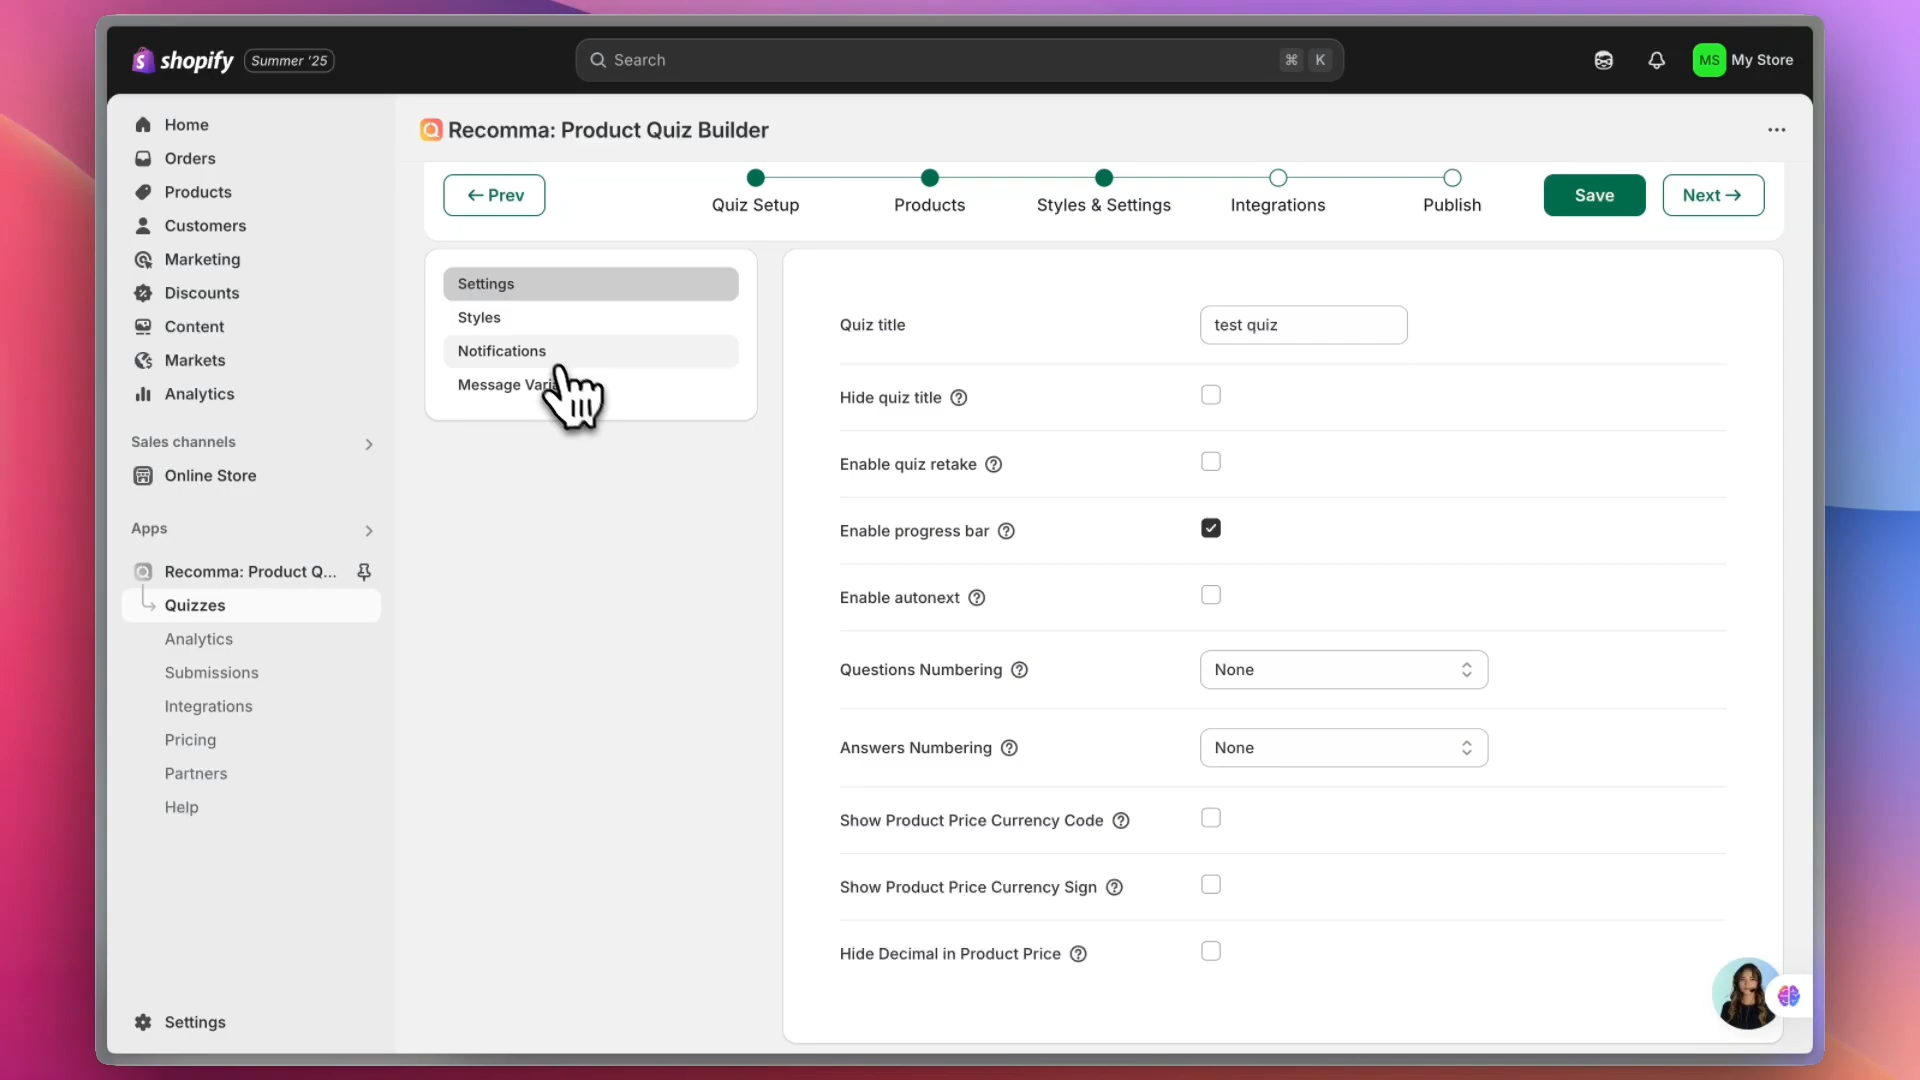 shopify Summer '25
Search
⌘ K
MS My Store
Home
Orders
Products
Customers
Marketing
Discounts
Content
Markets
Analytics
Sales channels
Online Store
Apps
Recomma: Product Q...
Quizzes
Analytics
Submissions
Integrations
Pricing
Partners
Help
Settings
Recomma: Product Quiz Builder
← Prev
Quiz Setup
Products
Styles & Settings
Integrations
Publish
Save
Next →
Settings
Styles
Notifications
Message
Quiz title
test quiz
Hide quiz title
Enable quiz retake
Enable progress bar
Enable autonext
Questions Numbering
None
Answers Numbering
None
Show Product Price Currency Code
Show Product Price Currency Sign
Hide Decimal in Product Price